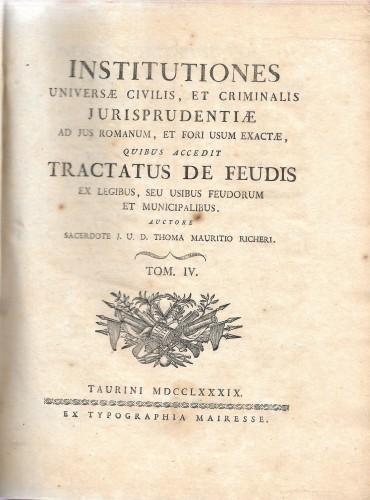 INSTITUTIONES
UNIVERSÆ CIVILIS, ET CRIMINALIS
JURISPRUDENTIÆ
AD JUS ROMANUM, ET FORI USUM EXACTÆ,
QUIBUS ACCEDIT
TRACTATUS DE FEUDIS
EX LEGIBUS, SEU USIBUS FEUDORUM
ET MUNICIPALIBUS.
AUCTORE
SACERDOTE J. U. D. THOMA MAURITIO RICHERI.
TOM. IV.
TAURINI MDCCLXXXIX.
EX TYPOGRAPHIA MAIRESSE.